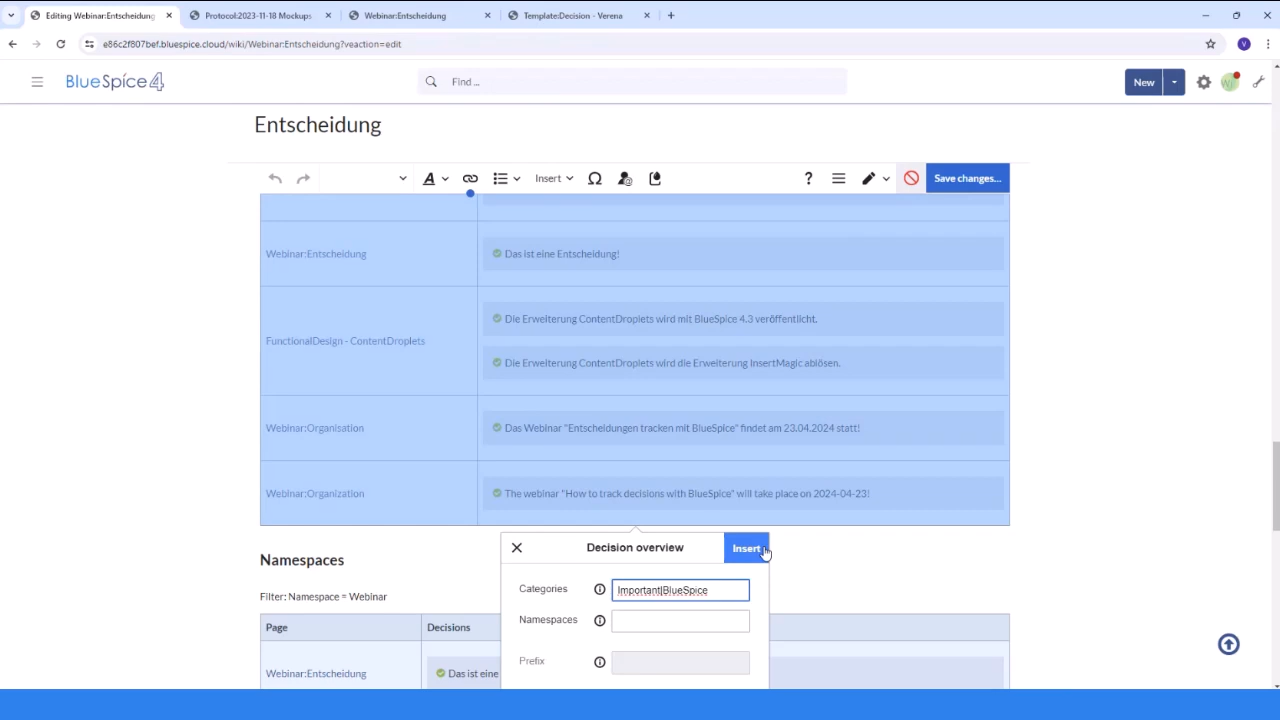 Editing Webinar:Entscheidung
Protocol:2023-11-18 Mockups
Webinar:Entscheidung
Template:Decision - Verena
e86c2f807bef.bluespice.cloud/wiki/Webinar:Entscheidung?veaction=edit
V
BlueSpice 4
Find ...
New
Entscheidung
A
Insert
Ω
?
Save changes...
Webinar:Entscheidung
Das ist eine Entscheidung!
FunctionalDesign - ContentDroplets
Die Erweiterung ContentDroplets wird mit BlueSpice 4.3 veröffentlicht.
Die Erweiterung ContentDroplets wird die Erweiterung InsertMagic ablösen.
Webinar:Organisation
Das Webinar "Entscheidungen tracken mit BlueSpice" findet am 23.04.2024 statt!
Webinar:Organization
The webinar "How to track decisions with BlueSpice" will take place on 2024-04-23!
Decision overview
Insert
Namespaces
Filter: Namespace = Webinar
Categories
Important|BlueSpice
Namespaces
Prefix
Page
Decisions
Webinar:Entscheidung
Das ist eine